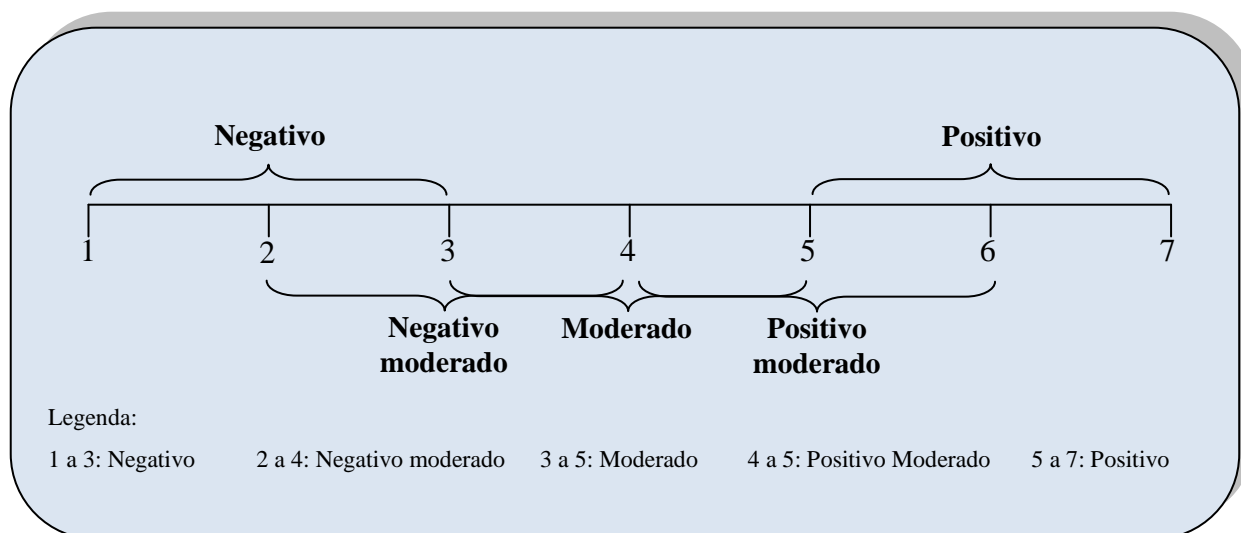 Negativo Positivo
1 2 3 4 5 6 7
Negativo moderado Moderado Positivo moderado
Legenda:
1 a 3: Negativo 2 a 4: Negativo moderado 3 a 5: Moderado 4 a 5: Positivo Moderado 5 a 7: Positivo